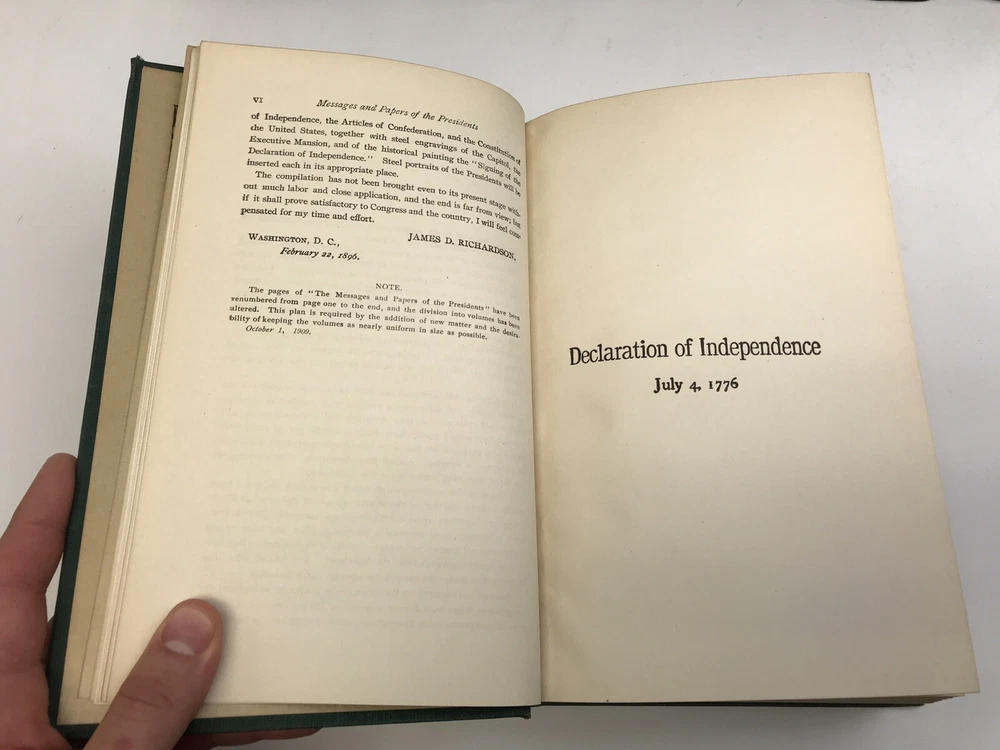 VI
Messages and Papers of the Presidents
of Independence, the Articles of Confederation, and the Constitution of
the United States, together with steel engravings of the Capitol, the
Executive Mansion, and of the historical painting the "Signing of the
Declaration of Independence." Steel portraits of the Presidents will be
inserted each in its appropriate place.
The compilation has not been brought even to its present stage with-
out much labor and close application, and the end is far from view; but
if it shall prove satisfactory to Congress and the country, I will feel com-
pensated for my time and effort.
JAMES D. RICHARDSON.
WASHINGTON, D. C.,
February 22, 1896.
NOTE.
The pages of "The Messages and Papers of the Presidents" have been
renumbered from page one to the end, and the division into volumes has been
altered. This plan is required by the addition of new matter and the desira-
bility of keeping the volumes as nearly uniform in size as possible.
October 1, 1909.
Declaration of Independence
July 4, 1776